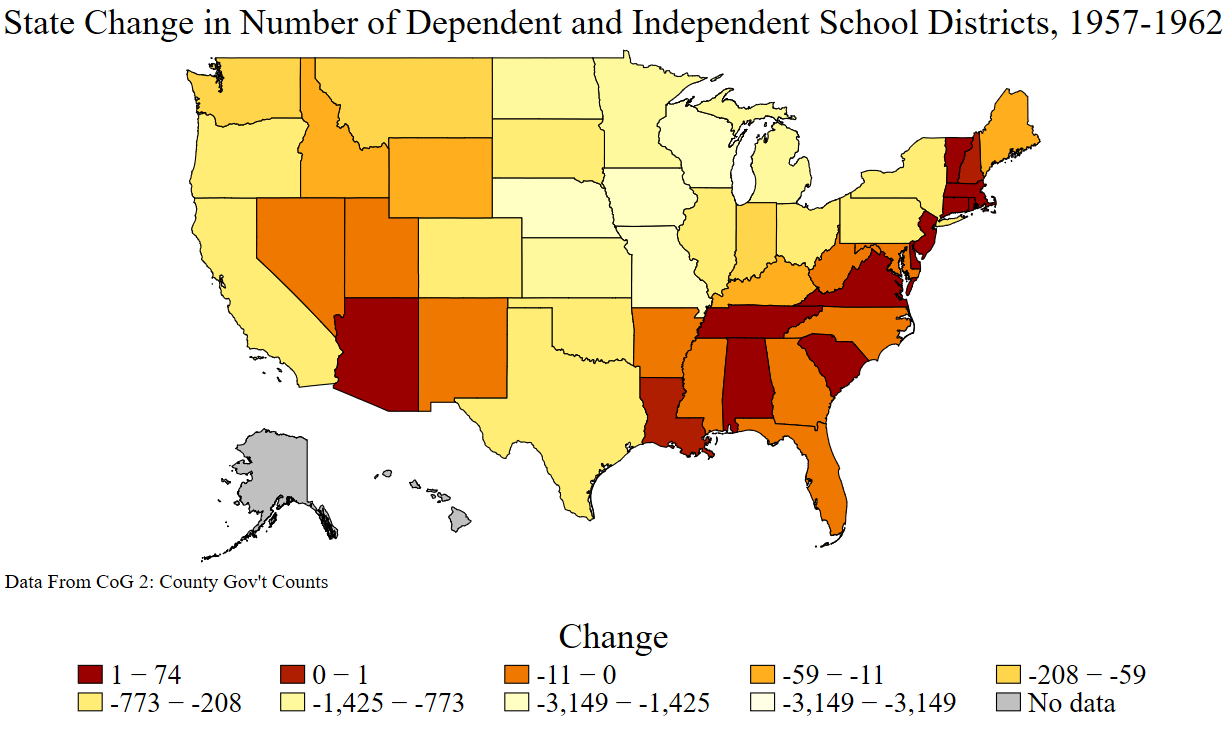 State Change in Number of Dependent and Independent School Districts, 1957-1962
Data From CoG 2: County Gov't Counts
Change
1 − 74 0 − 1 -11 − 0 -59 − -11 -208 − -59
-773 − -208 -1,425 − -773 -3,149 − -1,425 -3,149 − -3,149 No data